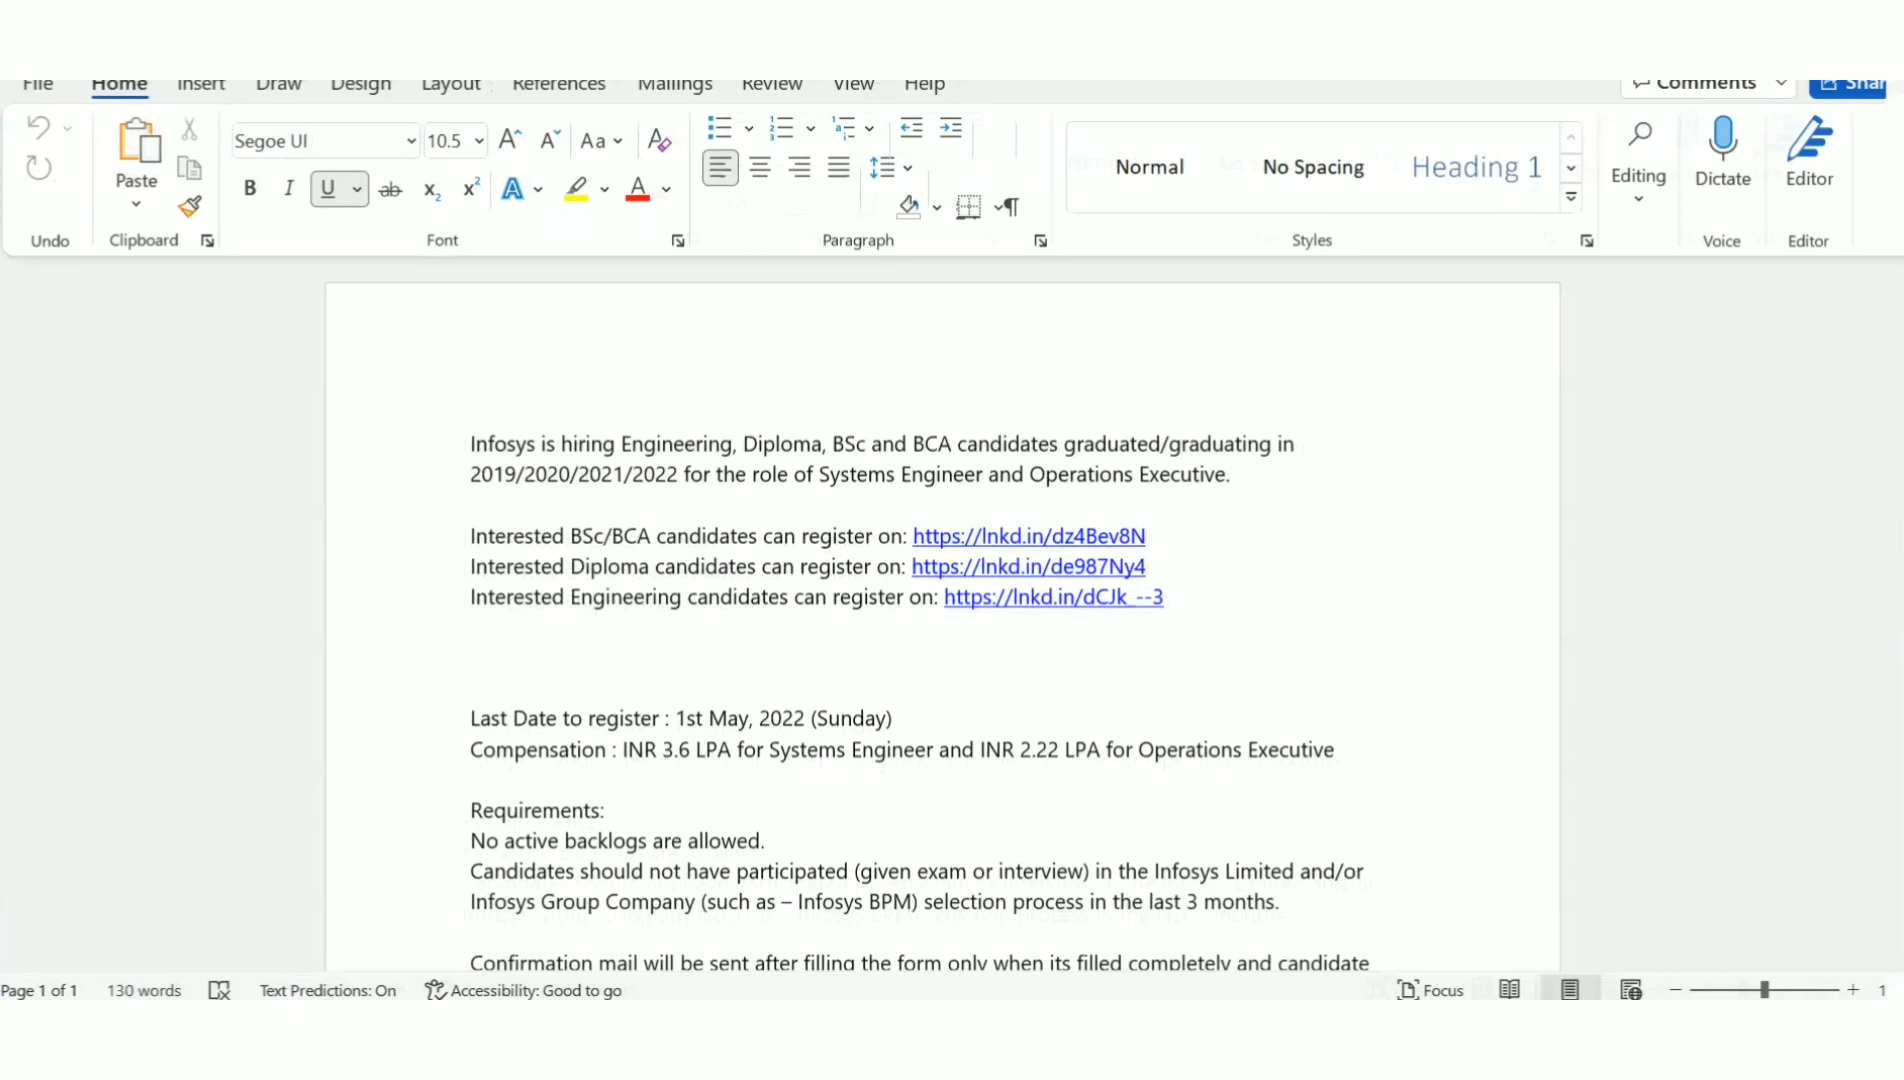 File Home Insert Draw Design Layout References Mailings Review View Help Comments Shar
Segoe UI 10.5 Aa
Paste
B I U ab x2 x2 A A
Normal No Spacing Heading 1
Editing Dictate Editor
Undo Clipboard Font Paragraph Styles Voice Editor
Infosys is hiring Engineering, Diploma, BSc and BCA candidates graduated/graduating in
2019/2020/2021/2022 for the role of Systems Engineer and Operations Executive.
Interested BSc/BCA candidates can register on: https://lnkd.in/dz4Bev8N
Interested Diploma candidates can register on: https://lnkd.in/de987Ny4
Interested Engineering candidates can register on: https://lnkd.in/dCJk_--3
Last Date to register : 1st May, 2022 (Sunday)
Compensation : INR 3.6 LPA for Systems Engineer and INR 2.22 LPA for Operations Executive
Requirements:
No active backlogs are allowed.
Candidates should not have participated (given exam or interview) in the Infosys Limited and/or
Infosys Group Company (such as – Infosys BPM) selection process in the last 3 months.
Confirmation mail will be sent after filling the form only when its filled completely and candidate
Page 1 of 1 130 words Text Predictions: On Accessibility: Good to go Focus 1